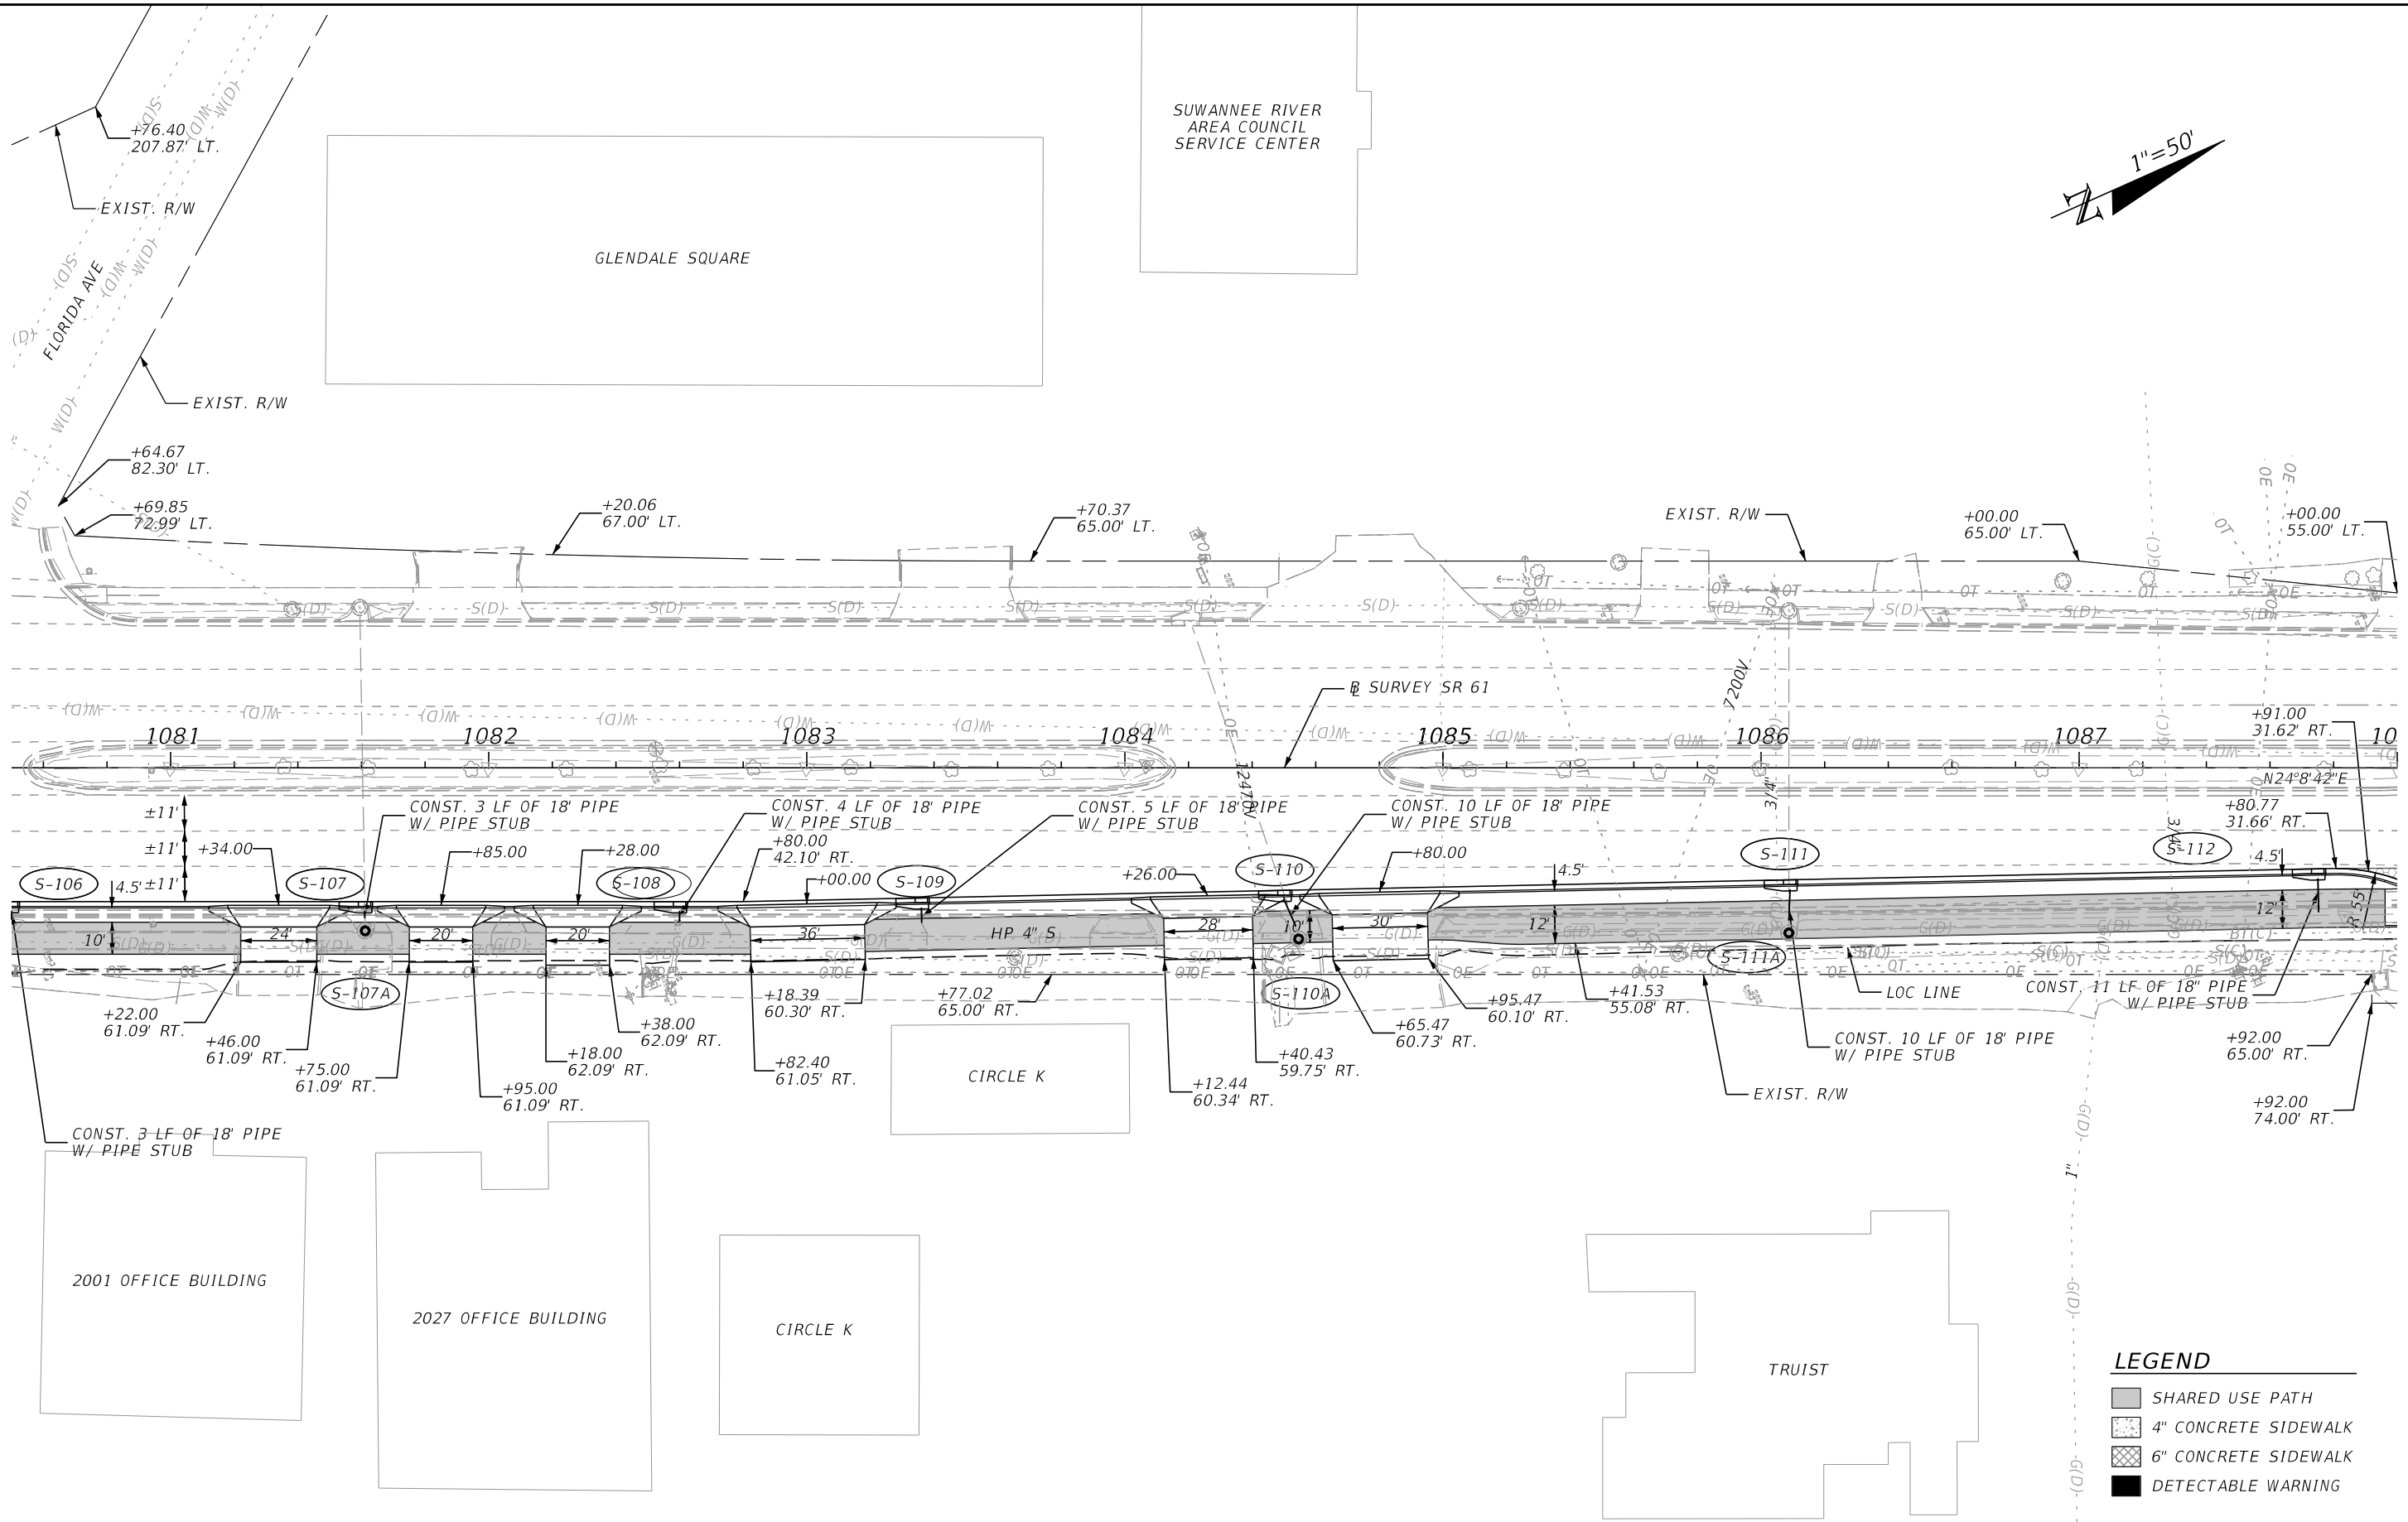 +76.40
207.87' LT.
EXIST. R/W
FLORIDA AVE
EXIST. R/W
GLENDALE SQUARE
SUWANNEE RIVER
AREA COUNCIL
SERVICE CENTER
1"=50'
N
+64.67
82.30' LT.
+69.85
72.99' LT.
+20.06
67.00' LT.
+70.37
65.00' LT.
EXIST. R/W
+00.00
65.00' LT.
+00.00
55.00' LT.
BL SURVEY SR 61
7200V
12470V
3/4"
3/4"
1081
1082
1083
1084
1085
1086
1087
10
N24°8'42"E
+91.00
31.62' RT.
+80.77
31.66' RT.
±11'
±11'
±11'
CONST. 3 LF OF 18' PIPE
W/ PIPE STUB
CONST. 4 LF OF 18' PIPE
W/ PIPE STUB
CONST. 5 LF OF 18' PIPE
W/ PIPE STUB
CONST. 10 LF OF 18' PIPE
W/ PIPE STUB
+34.00
+85.00
+28.00
+80.00
42.10' RT.
+00.00
+26.00
+80.00
S-106
S-107
S-108
S-109
S-110
S-111
S-112
4.5'
4.5'
4.5'
10'
24'
20'
20'
36'
HP 4" S
28'
10'
30'
12'
12'
R 55'
S-107A
S-110A
S-111A
+22.00
61.09' RT.
+46.00
61.09' RT.
+75.00
61.09' RT.
+95.00
61.09' RT.
+18.00
62.09' RT.
+38.00
62.09' RT.
+82.40
61.05' RT.
+18.39
60.30' RT.
+77.02
65.00' RT.
+12.44
60.34' RT.
+40.43
59.75' RT.
+65.47
60.73' RT.
+95.47
60.10' RT.
+41.53
55.08' RT.
LOC LINE
CONST. 11 LF OF 18" PIPE
W/ PIPE STUB
CONST. 10 LF OF 18' PIPE
W/ PIPE STUB
EXIST. R/W
+92.00
65.00' RT.
+92.00
74.00' RT.
CONST. 3 LF OF 18' PIPE
W/ PIPE STUB
1"
CIRCLE K
2001 OFFICE BUILDING
2027 OFFICE BUILDING
CIRCLE K
TRUIST
LEGEND
SHARED USE PATH
4" CONCRETE SIDEWALK
6" CONCRETE SIDEWALK
DETECTABLE WARNING